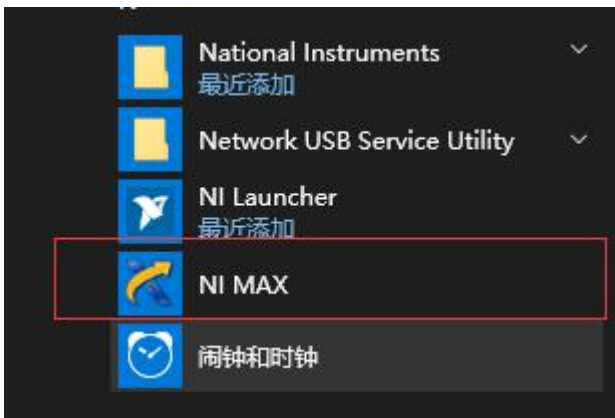 National Instruments
最近添加
Network USB Service Utility
NI Launcher
最近添加
NI MAX
闹钟和时钟